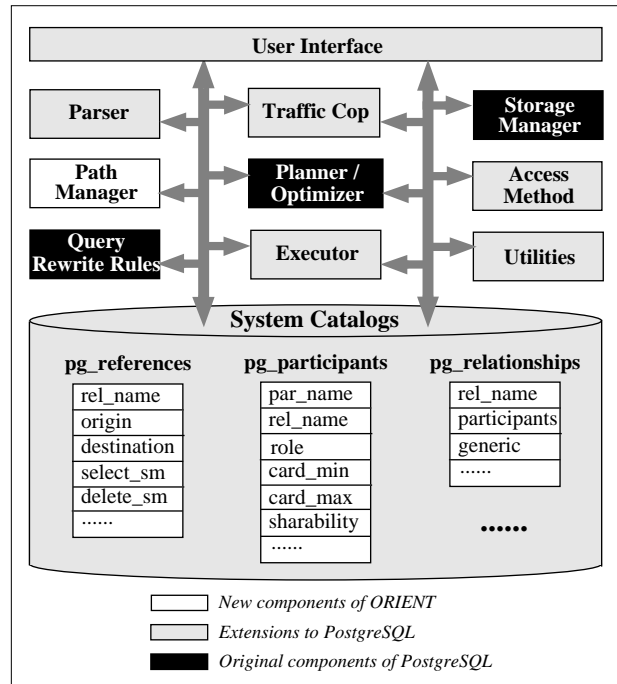 User Interface
Parser
Traffic Cop
Storage
Manager
Path
Manager
Planner /
Optimizer
Access
Method
Query
Rewrite Rules
Executor
Utilities
System Catalogs
pg_references
rel_name
origin
destination
select_sm
delete_sm
......
pg_participants
par_name
rel_name
role
card_min
card_max
sharability
......
pg_relationships
rel_name
participants
generic
......
......
New components of ORIENT
Extensions to PostgreSQL
Original components of PostgreSQL